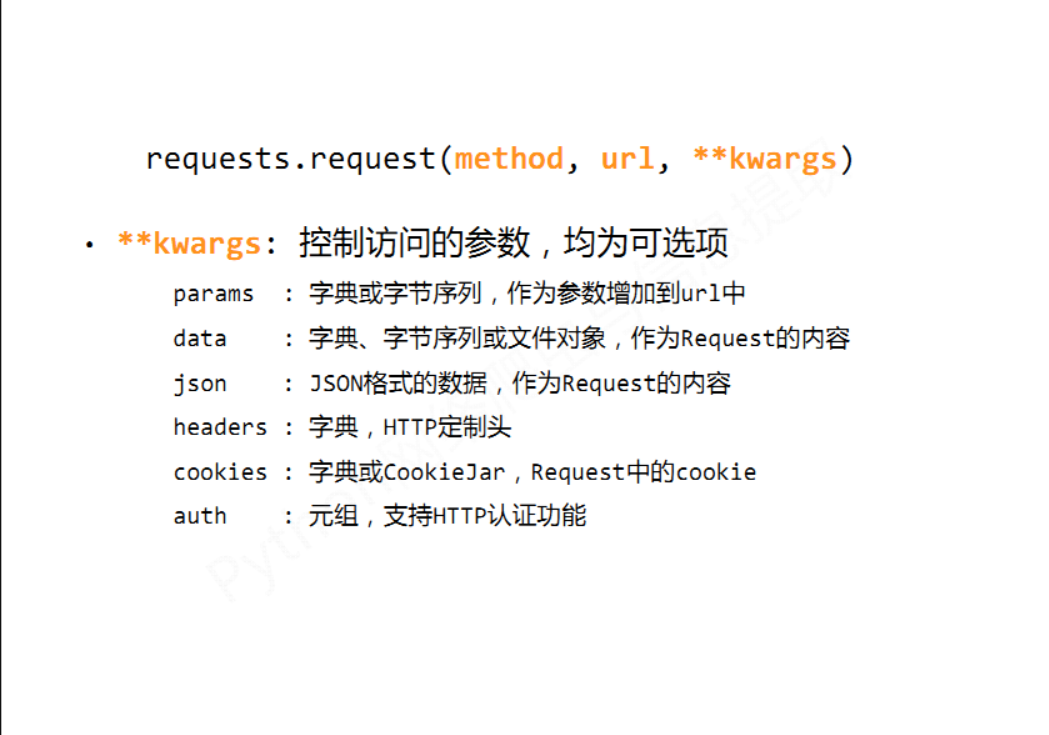 requests.request(method, url, **kwargs)
• **kwargs: 控制访问的参数，均为可选项
params : 字典或字节序列，作为参数增加到url中
data : 字典、字节序列或文件对象，作为Request的内容
json : JSON格式的数据，作为Request的内容
headers : 字典，HTTP定制头
cookies : 字典或CookieJar，Request中的cookie
auth : 元组，支持HTTP认证功能